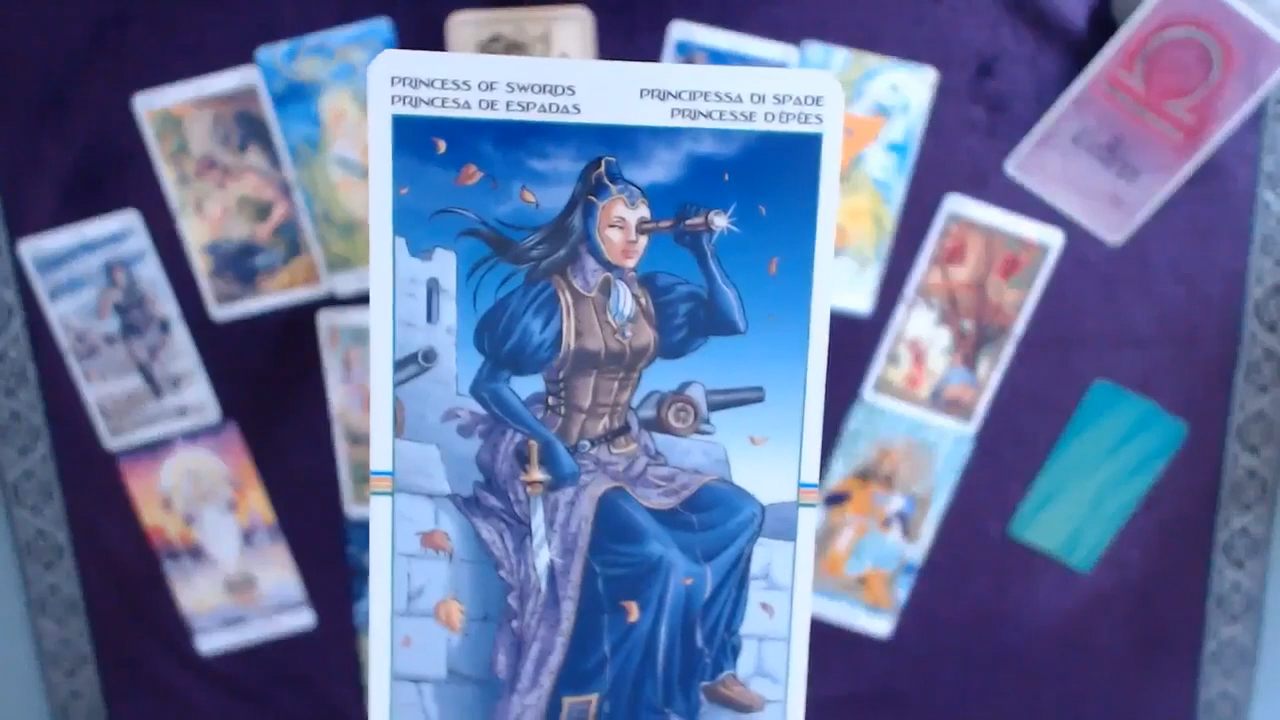 PRINCESS OF SWORDS
PRINCESA DE ESPADAS
PRINCIPESSA DI SPADE
PRINCESSE D'ÉPÉES